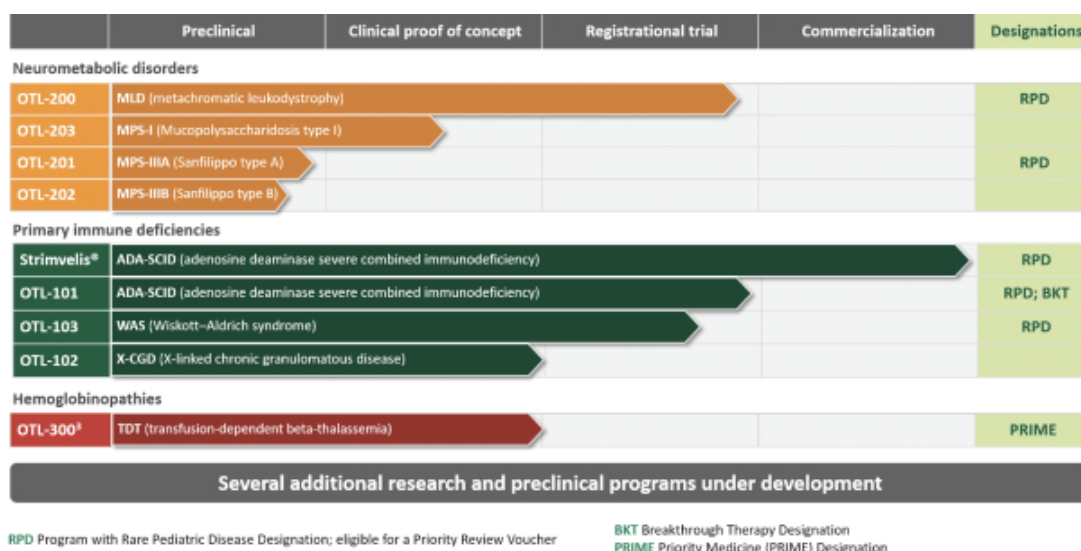 Preclinical Clinical proof of concept Registrational trial Commercialization Designations
Neurometabolic disorders
OTL-200 MLD (metachromatic leukodystrophy) RPD
OTL-203 MPS-I (Mucopolysaccharidosis type I)
OTL-201 MPS-IIIA (Sanfilippo type A) RPD
OTL-202 MPS-IIIB (Sanfilippo type B)
Primary immune deficiencies
Strimvelis® ADA-SCID (adenosine deaminase severe combined immunodeficiency) RPD
OTL-101 ADA-SCID (adenosine deaminase severe combined immunodeficiency) RPD; BKT
OTL-103 WAS (Wiskott–Aldrich syndrome) RPD
OTL-102 X-CGD (X-linked chronic granulomatous disease)
Hemoglobinopathies
OTL-300³ TDT (transfusion-dependent beta-thalassemia) PRIME
Several additional research and preclinical programs under development
RPD Program with Rare Pediatric Disease Designation; eligible for a Priority Review Voucher
BKT Breakthrough Therapy Designation
PRIME Priority Medicine (PRIME) Designation